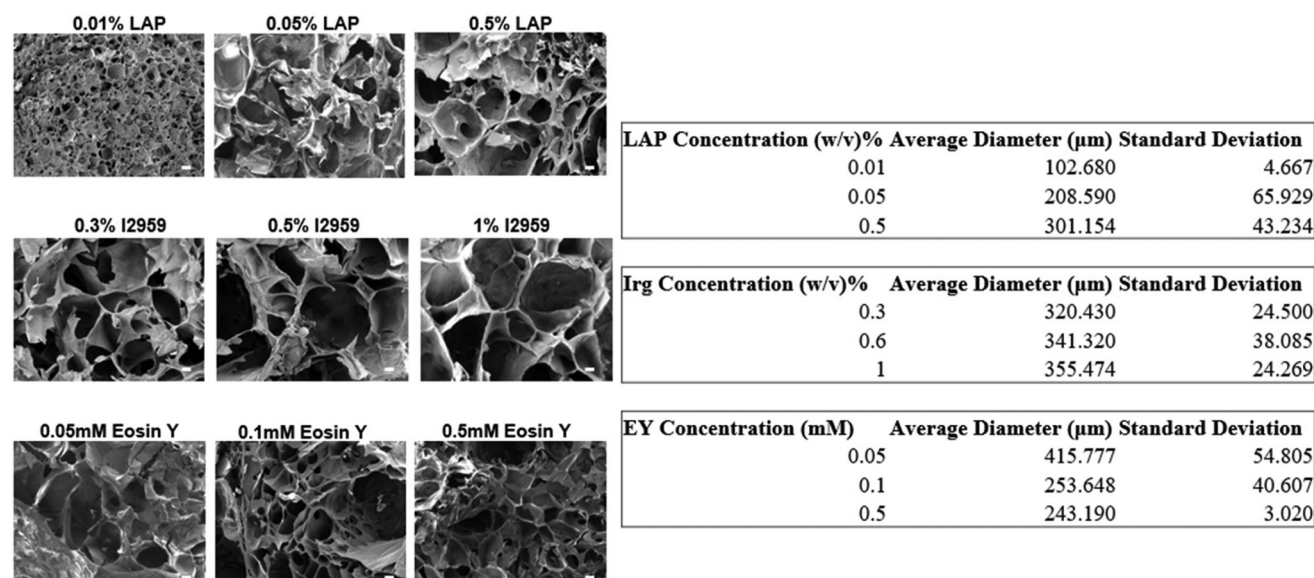 0.01% LAP 0.05% LAP 0.5% LAP
0.3% I2959 0.5% I2959 1% I2959
0.05mM Eosin Y 0.1mM Eosin Y 0.5mM Eosin Y
LAP Concentration (w/v)% Average Diameter (μm) Standard Deviation
0.01 102.680 4.667
0.05 208.590 65.929
0.5 301.154 43.234
Irg Concentration (w/v)% Average Diameter (μm) Standard Deviation
0.3 320.430 24.500
0.6 341.320 38.085
1 355.474 24.269
EY Concentration (mM) Average Diameter (μm) Standard Deviation
0.05 415.777 54.805
0.1 253.648 40.607
0.5 243.190 3.020